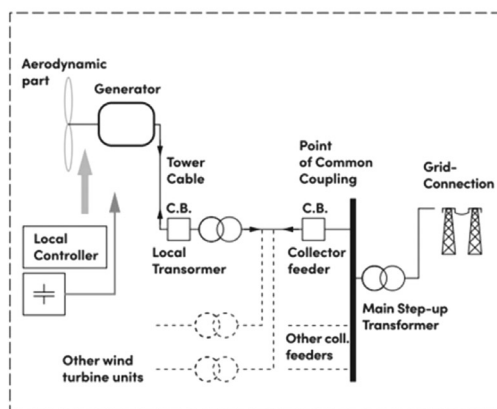 Aerodynamic
part
Generator
Tower
Cable
Point
of Common
Coupling
Grid-
Connection
C.B.
C.B.
Local
Controller
Local
Transormer
Collector
feeder
Main Step-up
Transformer
Other coll.
feeders
Other wind
turbine units